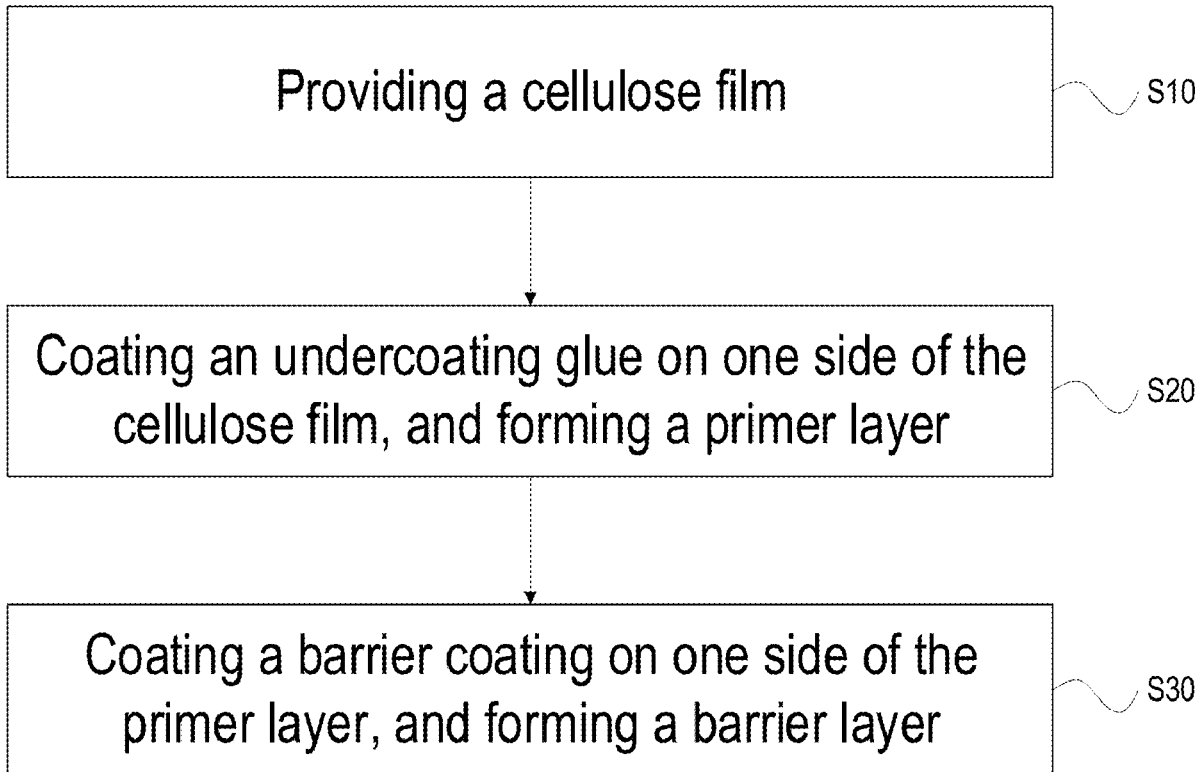 Providing a cellulose film
S10
Coating an undercoating glue on one side of the
cellulose film, and forming a primer layer
S20
Coating a barrier coating on one side of the
primer layer, and forming a barrier layer
S30